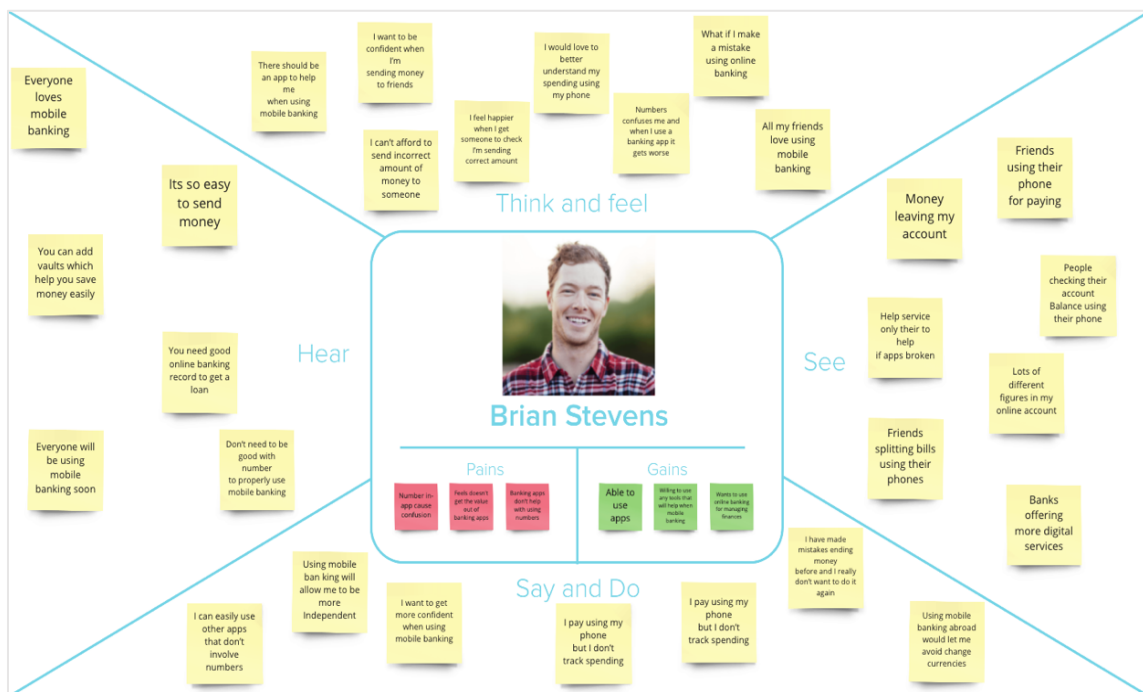 Everyone
loves
mobile
banking
Its so easy
to send
money
You can add
vaults which
help you save
money easily
You need good
online banking
record to get a
loan
Everyone will
be using
mobile
banking soon
Don't need to be
good with
number
to properly use
mobile banking
Hear
There should be
an app to help
me
when using
mobile banking
I want to be
confident when
I'm
sending money
to friends
I can't afford to
send incorrect
amount of
money to
someone
I feel happier
when I get
someone to check
I'm sending
correct amount
I would love to
better
understand my
spending using
my phone
Numbers
confuses me and
when I use a
banking app it
gets worse
What if I make
a mistake
using online
banking
All my friends
love using
mobile
banking
Think and feel
Brian Stevens
Pains
Number in-
app cause
confusion
Feels doesn't
get the value
out of
banking apps
Banking apps
don't help
with using
numbers
Gains
Able to
use
apps
Willing to use
any tools that
will help when
mobile
banking
Wants to use
online banking
for managing
finances
See
Money
leaving my
account
Friends
using their
phone
for paying
People
checking their
account
Balance using
their phone
Help service
only their to
help
if apps broken
Lots of
different
figures in my
online account
Friends
splitting bills
using their
phones
Banks
offering
more digital
services
Say and Do
I can easily use
other apps
that don't
involve
numbers
Using mobile
ban king will
allow me to be
more
Independent
I want to get
more confident
when using
mobile banking
I pay using my
phone
but I don't
track spending
I pay using my
phone
but I don't
track spending
I have made
mistakes ending
money
before and I really
don't want to do it
again
Using mobile
banking abroad
would let me
avoid change
currencies